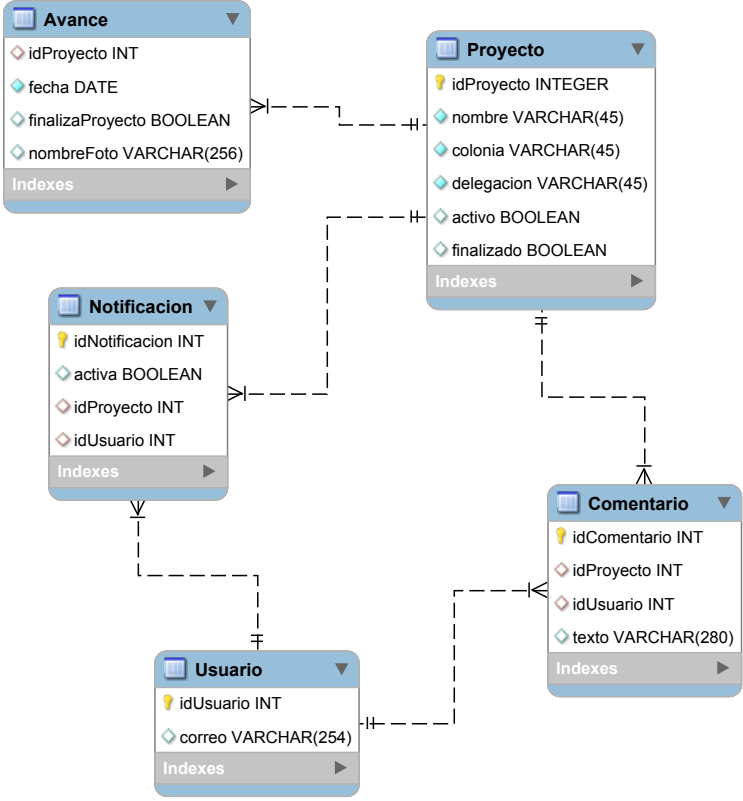 Avance
idProyecto INT
fecha DATE
finalizaProyecto BOOLEAN
nombreFoto VARCHAR(256)
Indexes
Proyecto
idProyecto INTEGER
nombre VARCHAR(45)
colonia VARCHAR(45)
delegacion VARCHAR(45)
activo BOOLEAN
finalizado BOOLEAN
Indexes
Notificacion
idNotificacion INT
activa BOOLEAN
idProyecto INT
idUsuario INT
Indexes
Comentario
idComentario INT
idProyecto INT
idUsuario INT
texto VARCHAR(280)
Indexes
Usuario
idUsuario INT
correo VARCHAR(254)
Indexes